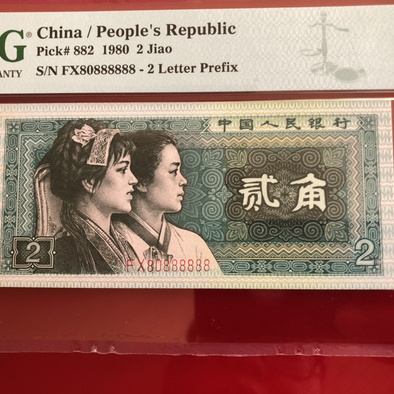 G® China / People's Republic
Pick# 882 1980 2 Jiao
RANTY S/N FX80888888 - 2 Letter Prefix
中国人民银行
贰角
2
FX80888888
2